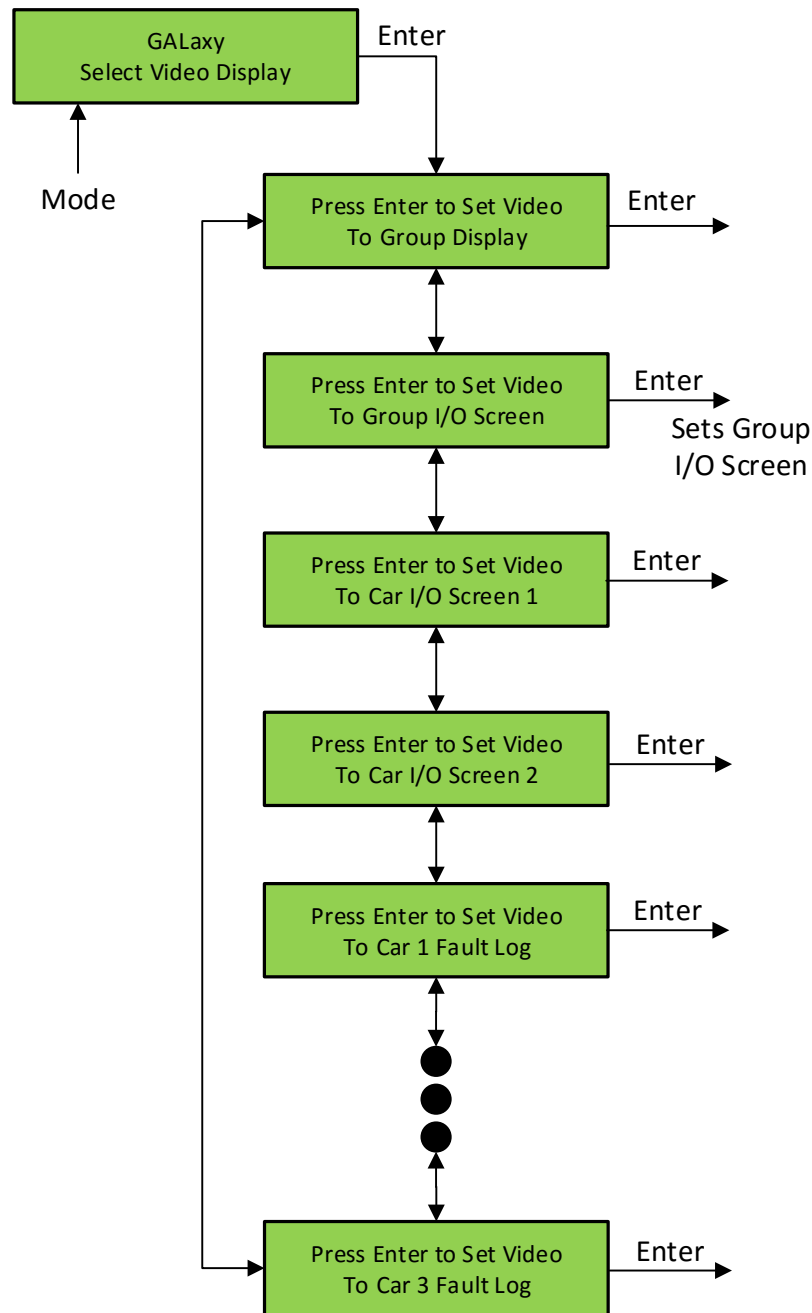 GALaxy
Select Video Display
Enter
Mode
Press Enter to Set Video
To Group Display
Enter
Press Enter to Set Video
To Group I/O Screen
Enter
Sets Group
I/O Screen
Press Enter to Set Video
To Car I/O Screen 1
Enter
Press Enter to Set Video
To Car I/O Screen 2
Enter
Press Enter to Set Video
To Car 1 Fault Log
Enter
Press Enter to Set Video
To Car 3 Fault Log
Enter